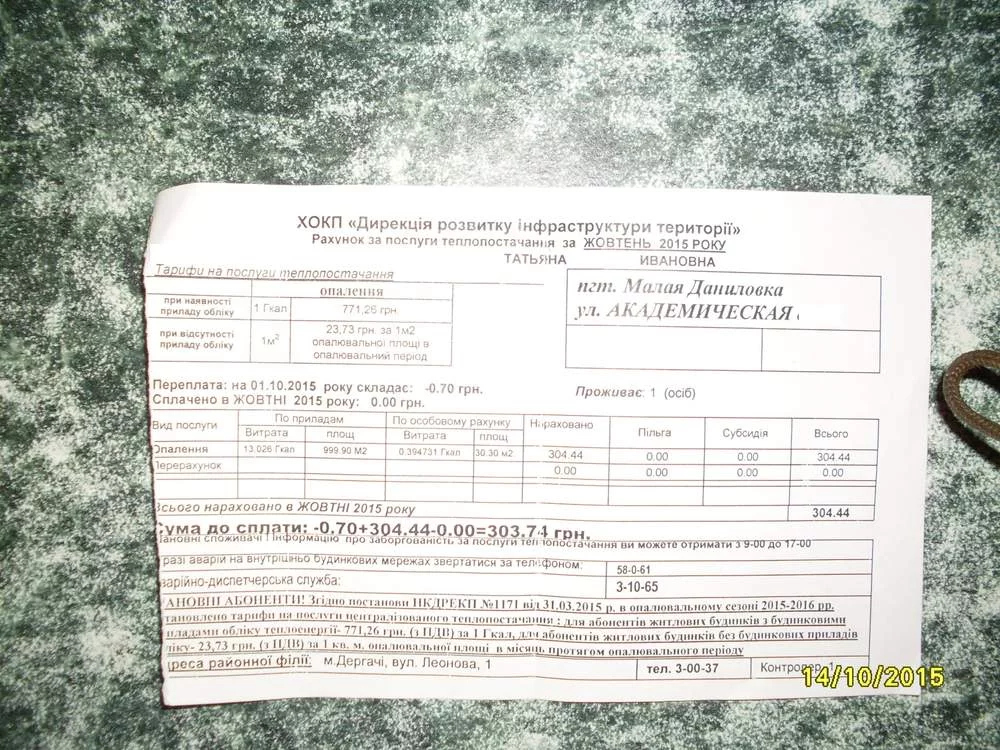 ХОКП «Дирекція розвитку інфраструктури території»
Рахунок за послуги теплопостачання за ЖОВТЕНЬ 2015 РОКУ
ТАТЬЯНА ИВАНОВНА
Тарифи на послуги теплопостачання
опалення
при наявності приладу обліку 1 Гкал 771,26 грн.
при відсутності приладу обліку 1м2 23,73 грн. за 1м2 опалювальної площі в опалювальний період
пгт. Малая Даниловка
ул. АКАДЕМИЧЕСКАЯ
Переплата: на 01.10.2015 року складає: -0.70 грн.
Сплачено в ЖОВТНІ 2015 року: 0.00 грн.
Проживає: 1 (осіб)
Вид послуги По приладам По особовому рахунку Нараховано Пільга Субсидія Всього
Витрата площ Витрата площ
Опалення 13.026 Гкал 999.90 М2 0.394731 Гкал 30.30 м2 304.44 0.00 0.00 304.44
Перерахунок 0.00 0.00 0.00 0.00
Всього нараховано в ЖОВТНІ 2015 року 304.44
Сума до сплати: -0.70+304.44-0.00=303.74 грн.
ановні споживачі ! Інформацію про заборгованість за послуги теплопостачання ви можете отримати з 9-00 до 17-00
разі аварій на внутрішньо будинкових мережах звертатися за телефоном: 58-0-61
варійно-диспетчерська служба: 3-10-65
АНОВНІ АБОНЕНТИ! Згідно постанови НКДРЕКП №1171 від 31.03.2015 р. в опалювальному сезоні 2015-2016 рр.
тановлено тарифи на послуги централізованого теплопостачання : для абонентів житлових будинків з будинковими
ладами обліку теплоенергії- 771,26 грн. (з ПДВ) за 1 Гкал, для абонентів житлових будинків без будинкових приладів
ліку- 23,73 грн. (з ПДВ) за 1 кв. м. опалювальної площі в місяць протягом опалювального періоду
реса районної філії: м.Дергачі, вул. Леонова, 1 тел. 3-00-37 Контролер
14/10/2015